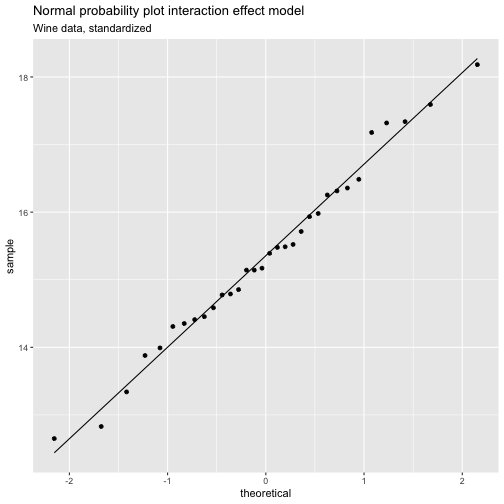 Normal probability plot interaction effect model
Wine data, standardized
18
16
14
sample
-2 -1 0 1 2
theoretical